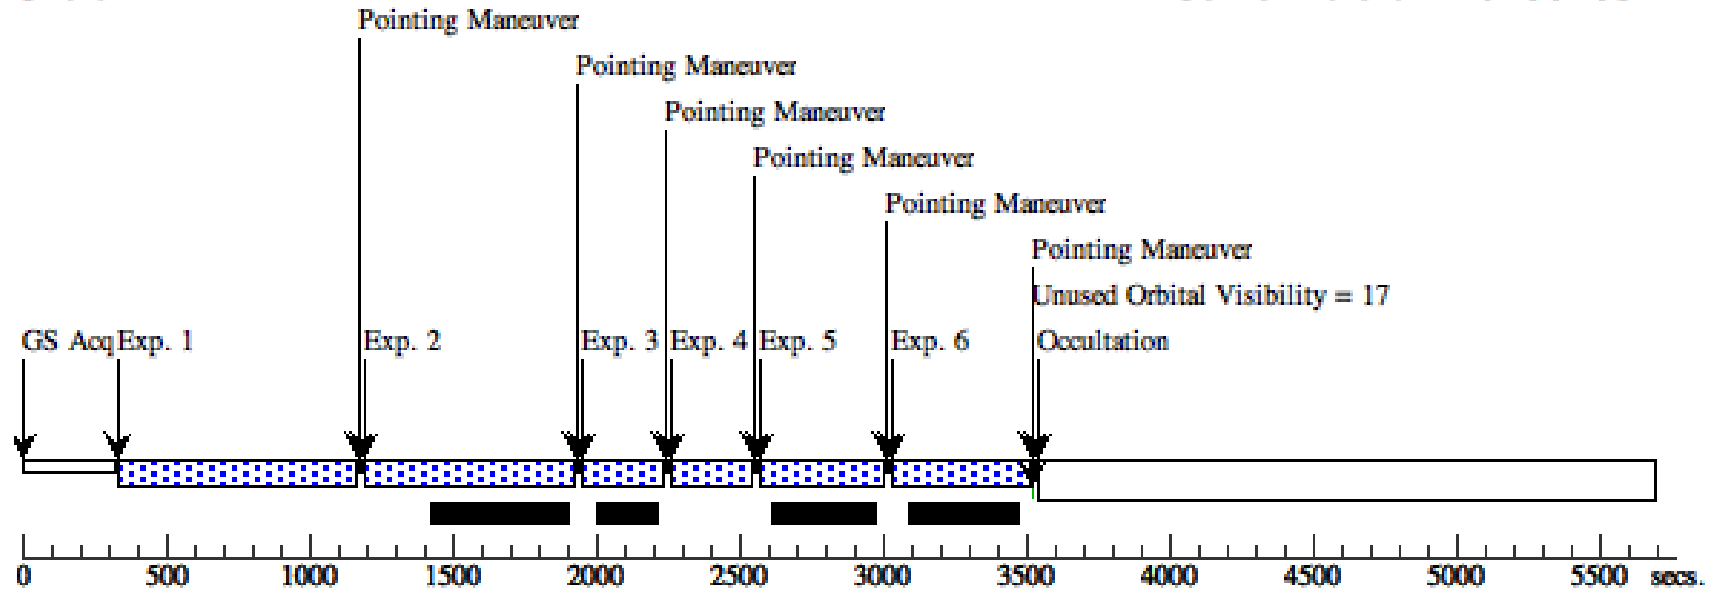 Pointing Maneuver
Pointing Maneuver
Pointing Maneuver
Pointing Maneuver
Pointing Maneuver
Pointing Maneuver
Unused Orbital Visibility = 17
GS Acq Exp. 1 Exp. 2 Exp. 3 Exp. 4 Exp. 5 Exp. 6 Occultation
0 500 1000 1500 2000 2500 3000 3500 4000 4500 5000 5500 secs.